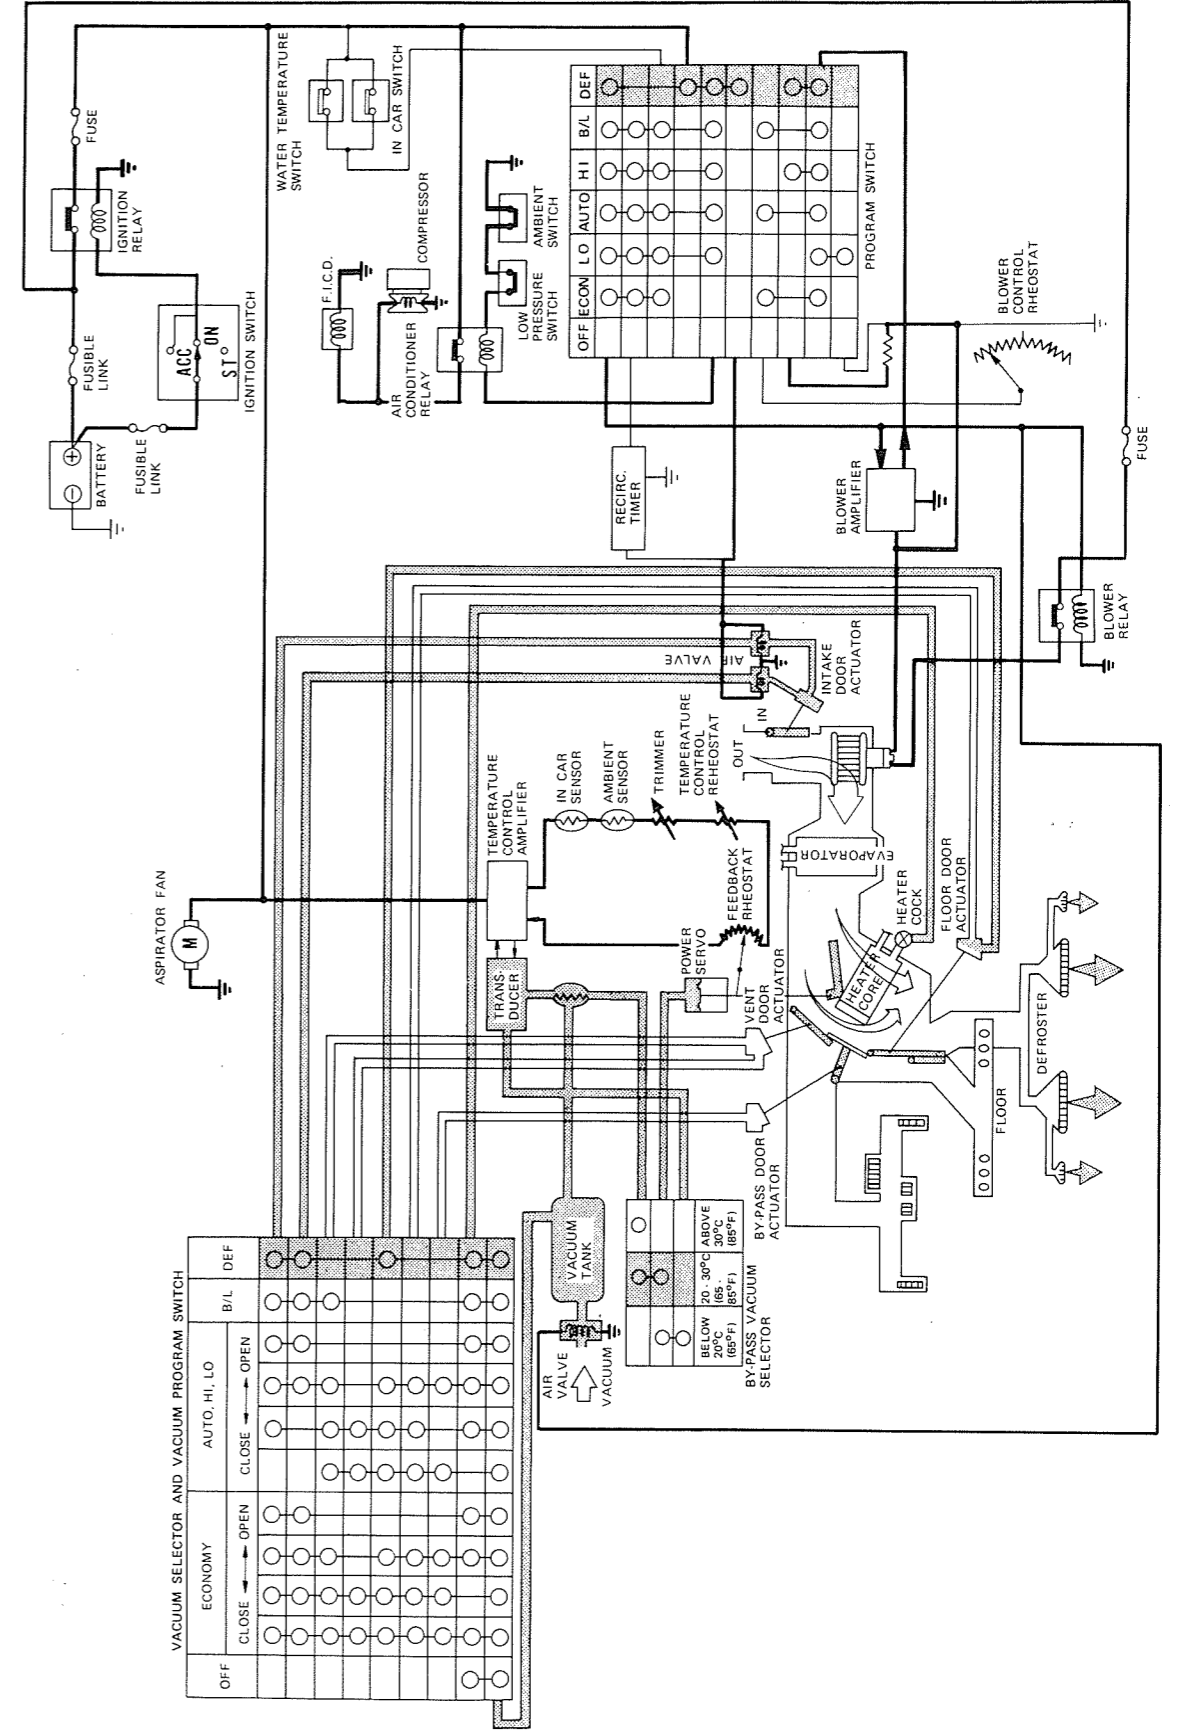 FUSE
IGNITION
RELAY
WATER TEMPERATURE
SWITCH
IN CAR SWITCH
FUSIBLE
LINK
ACC
ON
ST
IGNITION SWITCH
BATTERY
FUSIBLE
LINK
F.I.C.D.
COMPRESSOR
AIR
CONDITIONER
RELAY
LOW
PRESSURE
SWITCH
AMBIENT
SWITCH
OFF
ECON
LO
AUTO
HI
B/L
DEF
PROGRAM SWITCH
BLOWER
CONTROL
RHEOSTAT
FUSE
RECIRC.
TIMER
BLOWER
AMPLIFIER
BLOWER
RELAY
AIR VALVE
INTAKE
DOOR
ACTUATOR
IN
OUT
ASPIRATOR FAN
M
TEMPERATURE
CONTROL
AMPLIFIER
IN CAR
SENSOR
AMBIENT
SENSOR
TRIMMER
TEMPERATURE
CONTROL
REHEOSTAT
FEEDBACK
RHEOSTAT
TRANS-
DUCER
POWER
SERVO
EVAPORATOR
HEATER
COCK
HEATER
CORE
FLOOR DOOR
ACTUATOR
VENT
DOOR
ACTUATOR
BY-PASS DOOR
ACTUATOR
DEFROSTER
FLOOR
VACUUM
TANK
AIR
VALVE
VACUUM
BELOW
20°C
(65°F)
20 - 30°C
(65 -
85°F)
ABOVE
30°C
(85°F)
BY-PASS VACUUM
SELECTOR
VACUUM SELECTOR AND VACUUM PROGRAM SWITCH
OFF
ECONOMY
CLOSE
OPEN
AUTO, HI, LO
CLOSE
OPEN
B/L
DEF